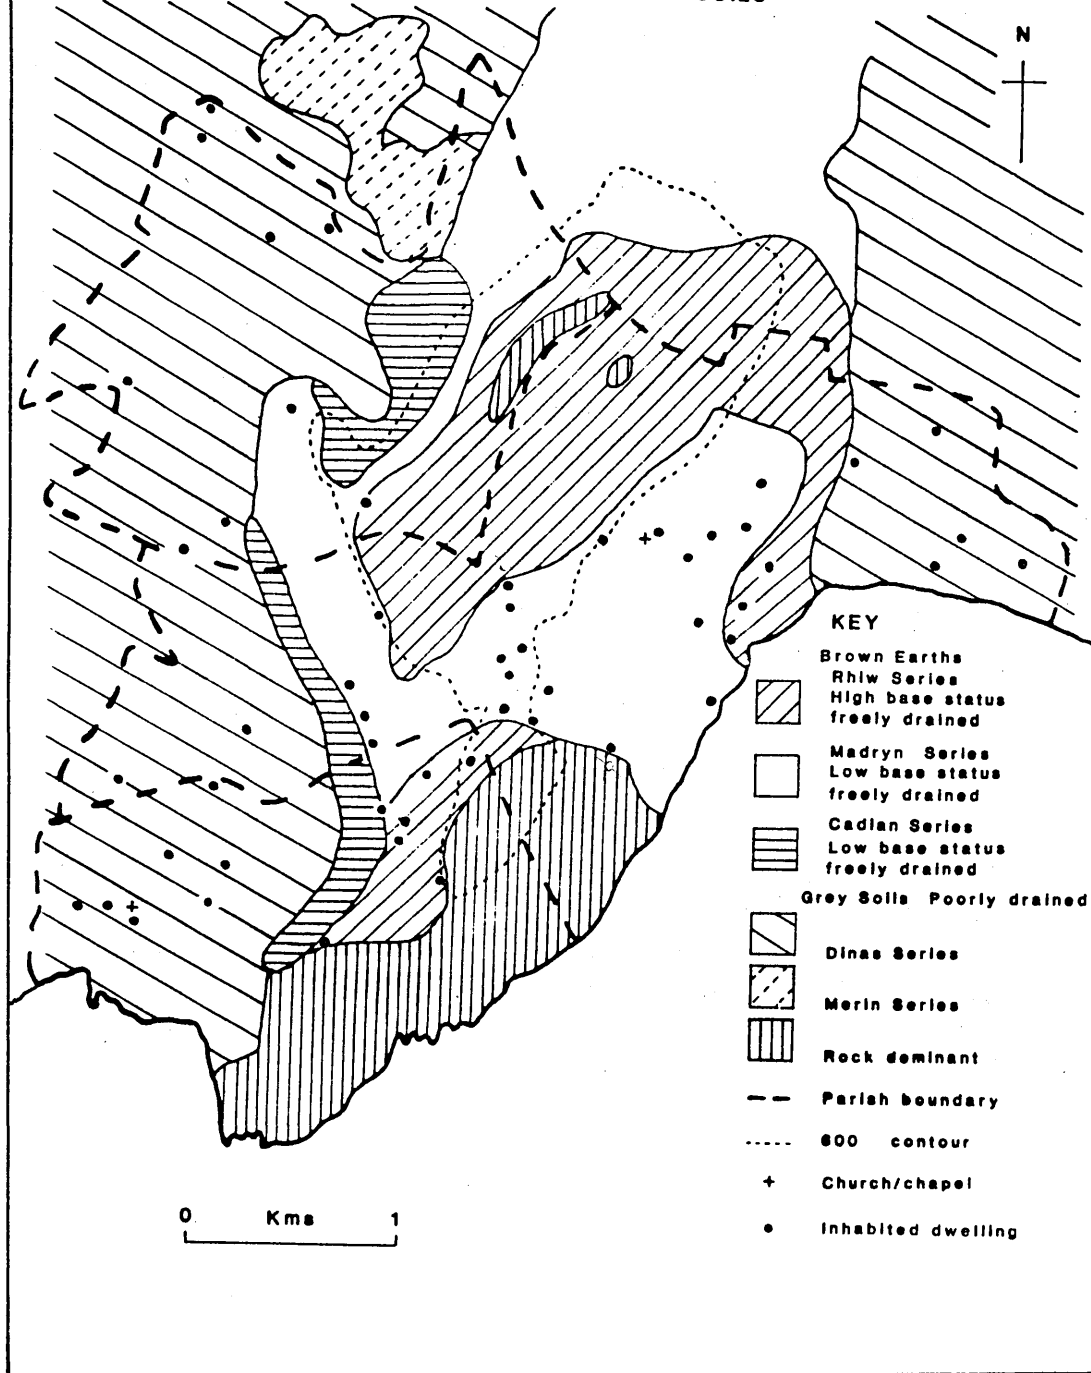 N
KEY
Brown Earths
Rhiw Series
High base status
freely drained
Madryn Series
Low base status
freely drained
Cadlan Series
Low base status
freely drained
Grey Soils Poorly drained
Dinas Series
Merin Series
Rock dominant
Parish boundary
600 contour
Church/chapel
Inhabited dwelling
0 Kms 1